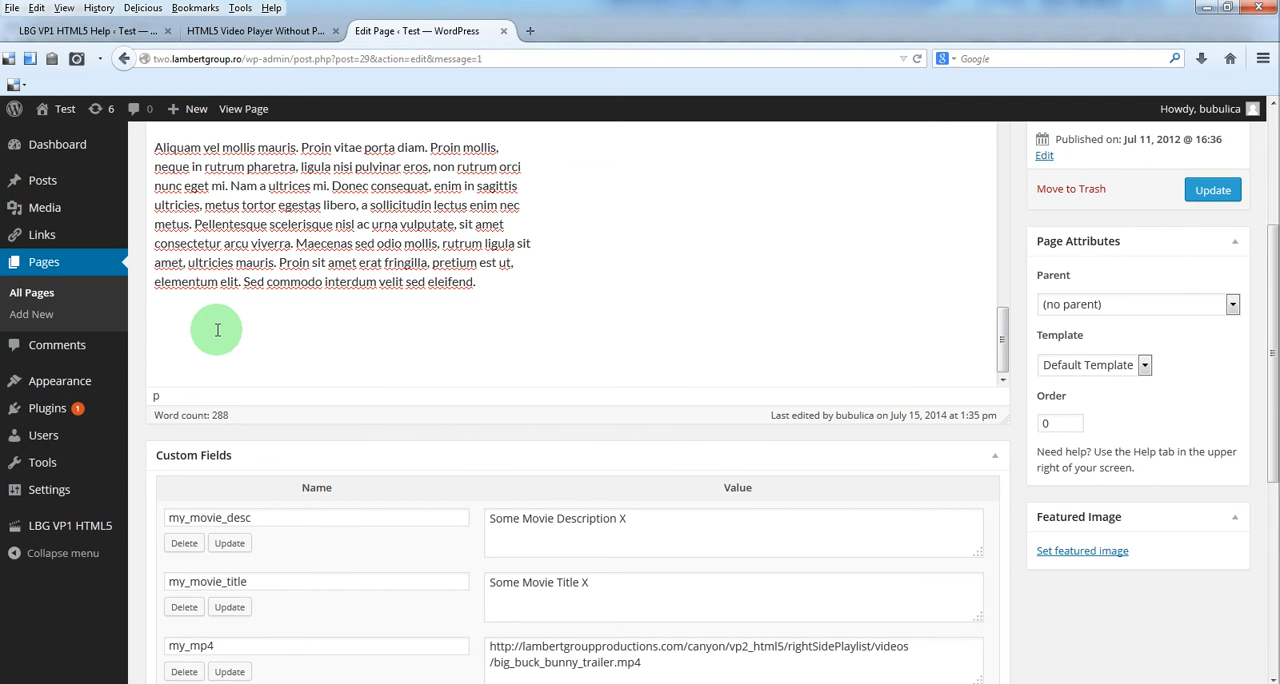 File Edit View History Delicious Bookmarks Tools Help
LBG VP1 HTML5 Help ‹ Test — ... ×
HTML5 Video Player Without P... ×
Edit Page ‹ Test — WordPress ×
two.lambertgroup.ro/wp-admin/post.php?post=29&action=edit&message=1
Google
Test 6 0 New View Page
Howdy, bubulica
Dashboard
Posts
Media
Links
Pages
All Pages
Add New
Comments
Appearance
Plugins 1
Users
Tools
Settings
LBG VP1 HTML5
Collapse menu
Aliquam vel mollis mauris. Proin vitae porta diam. Proin mollis,
neque in rutrum pharetra, ligula nisi pulvinar eros, non rutrum orci
nunc eget mi. Nam a ultrices mi. Donec consequat, enim in sagittis
ultricies, metus tortor egestas libero, a sollicitudin lectus enim nec
metus. Pellentesque scelerisque nisl ac urna vulputate, sit amet
consectetur arcu viverra. Maecenas sed odio mollis, rutrum ligula sit
amet, ultricies mauris. Proin sit amet erat fringilla, pretium est ut,
elementum elit. Sed commodo interdum velit sed eleifend.
p
Word count: 288
Last edited by bubulica on July 15, 2014 at 1:35 pm
Custom Fields
Name Value
my_movie_desc
Some Movie Description X
Delete Update
my_movie_title
Some Movie Title X
Delete Update
my_mp4
http://lambertgroupproductions.com/canyon/vp2_html5/rightSidePlaylist/videos
/big_buck_bunny_trailer.mp4
Delete Update
Published on: Jul 11, 2012 @ 16:36
Edit
Move to Trash
Update
Page Attributes
Parent
(no parent)
Template
Default Template
Order
0
Need help? Use the Help tab in the upper
right of your screen.
Featured Image
Set featured image